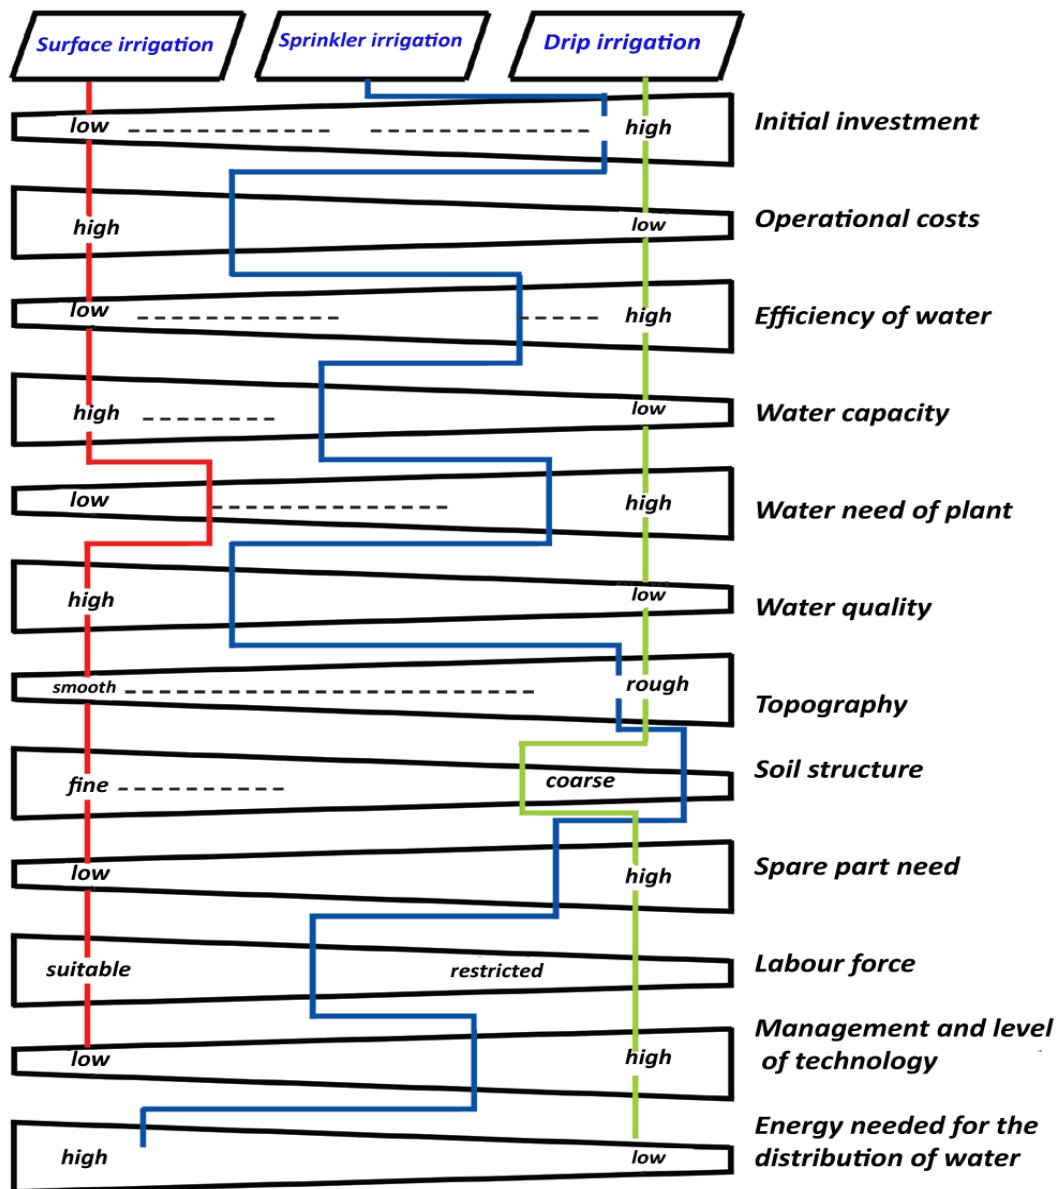 Surface irrigation
Sprinkler irrigation
Drip irrigation
low
high
Initial investment
high
low
Operational costs
low
high
Efficiency of water
high
low
Water capacity
low
high
Water need of plant
high
low
Water quality
smooth
rough
Topography
fine
coarse
Soil structure
low
high
Spare part need
suitable
restricted
Labour force
low
high
Management and level
of technology
high
low
Energy needed for the
distribution of water